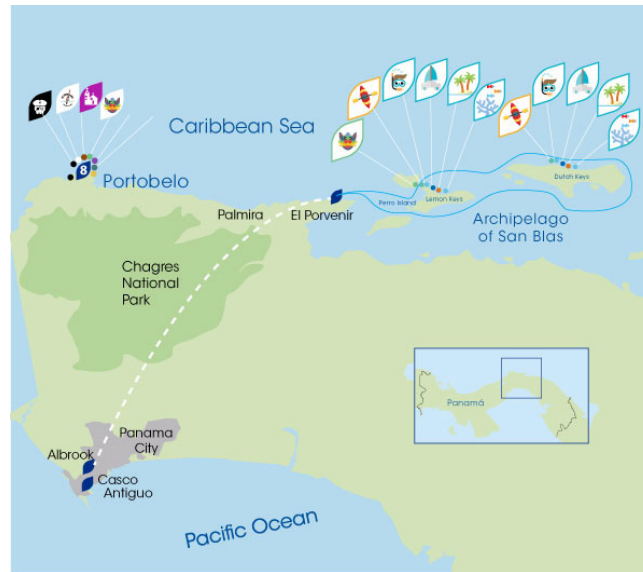 Caribbean Sea
8
Portobelo
Palmira
El Porvenir
Perro Island
Lemon Keys
Dutch Keys
Archipelago
of San Blas
Chagres
National
Park
Panamá
Panama
City
Albrook
Casco
Antiguo
Pacific Ocean